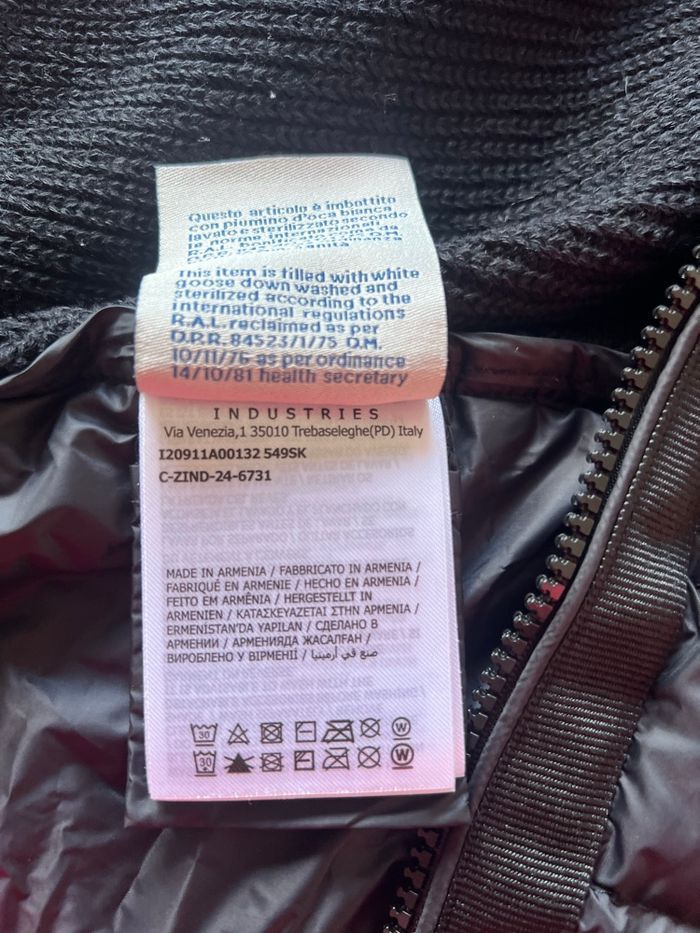 Questo articolo è imbottito
con piumino d'oca bianca
lavato e sterilizzato secondo
This item is filled with white
goose down washed and
sterilized according to the
international regulations
R.A.L. reclaimed as per
D.P.R. 84523/1/75 D.M.
10/11/76 as per ordinance
14/10/81 health secretary
INDUSTRIES
Via Venezia,1 35010 Trebaseleghe(PD) Italy
I20911A00132 549SK
C-ZIND-24-6731
MADE IN ARMENIA / FABBRICATO IN ARMENIA /
FABRIQUÉ EN ARMENIE / HECHO EN ARMENIA /
FEITO EM ARMÊNIA / HERGESTELLT IN
ARMENIEN / ΚΑΤΑΣΚΕΥΑΖΕΤΑΙ ΣΤΗΝ ΑΡΜΕΝΙΑ /
ERMENİSTAN'DA YAPILAN / СДЕЛАНО В
АРМЕНИИ / АРМЕНИЯДА ЖАСАЛҒАН /
ВИРОБЛЕНО У ВІРМЕНІЇ / صنع في أرمينيا
30 W
30 W